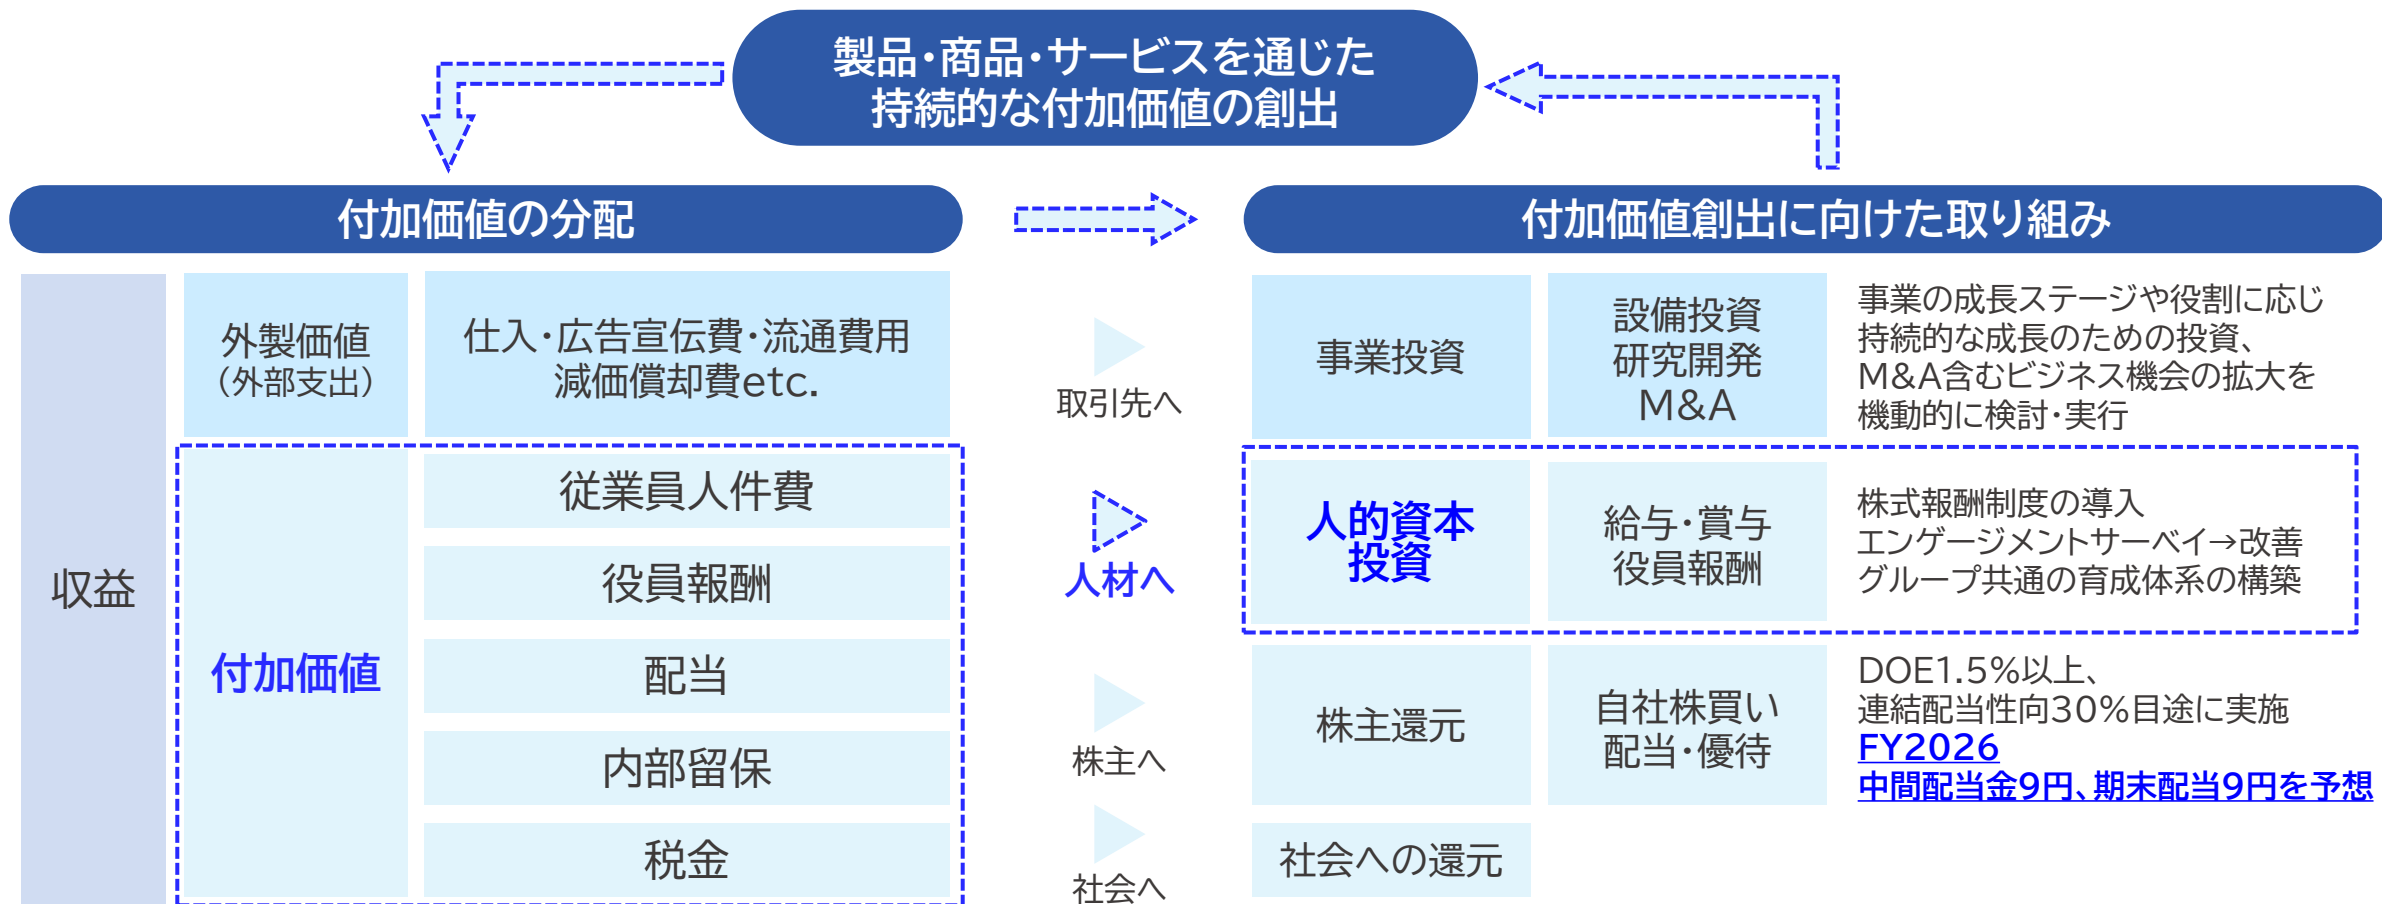 製品・商品・サービスを通じた
持続的な付加価値の創出
付加価値の分配
付加価値創出に向けた取り組み
収益
外製価値
（外部支出）
仕入・広告宣伝費・流通費用
減価償却費etc.
付加価値
従業員人件費
役員報酬
配当
内部留保
税金
取引先へ
人材へ
株主へ
社会へ
事業投資
設備投資
研究開発
M&A
事業の成長ステージや役割に応じ
持続的な成長のための投資、
M&A含むビジネス機会の拡大を
機動的に検討・実行
人的資本
投資
給与・賞与
役員報酬
株式報酬制度の導入
エンゲージメントサーベイ→改善
グループ共通の育成体系の構築
株主還元
自社株買い
配当・優待
DOE1.5%以上、
連結配当性向30%目途に実施
FY2026
中間配当金9円、期末配当9円を予想
社会への還元